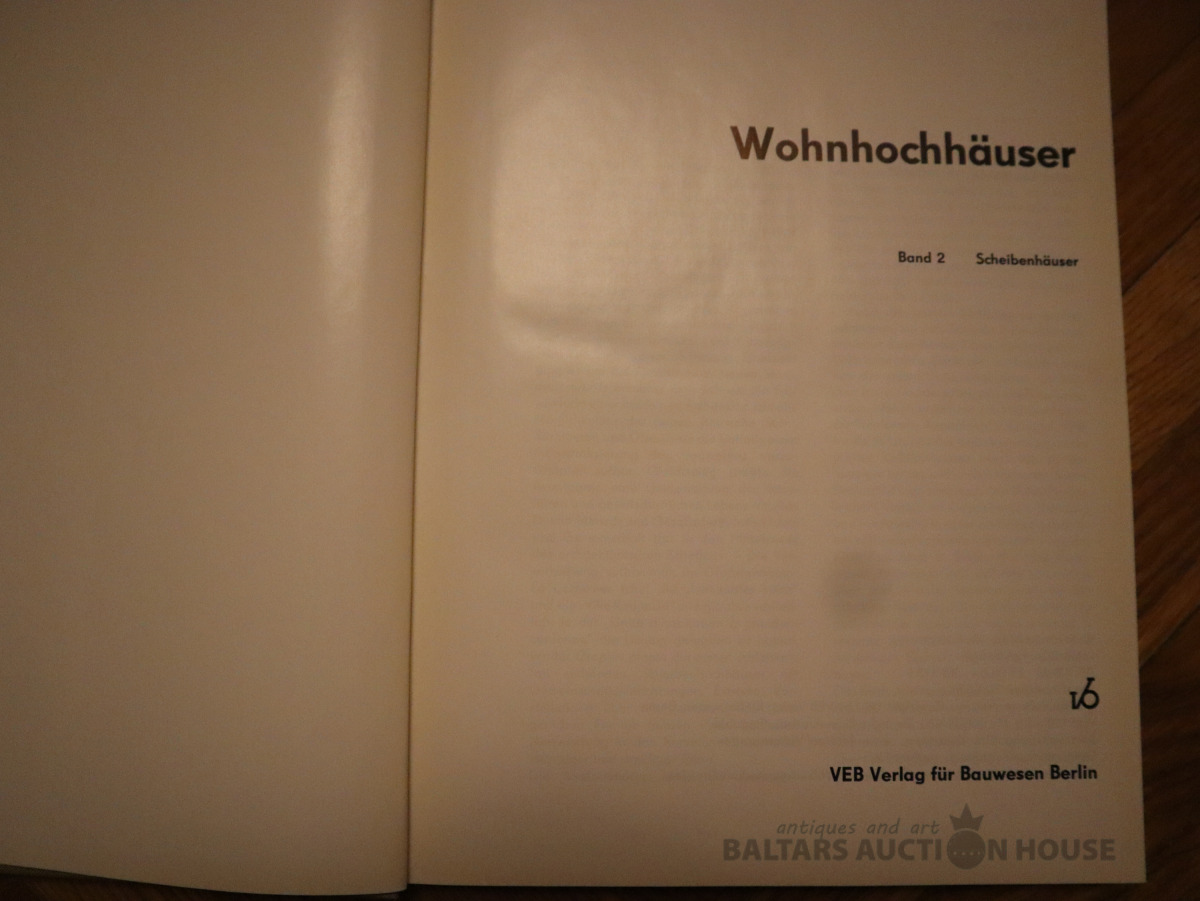 Wohnhochhäuser
Band 2 Scheibenhäuser
VEB Verlag für Bauwesen Berlin
antiques and art
BALTARS AUCTION HOUSE